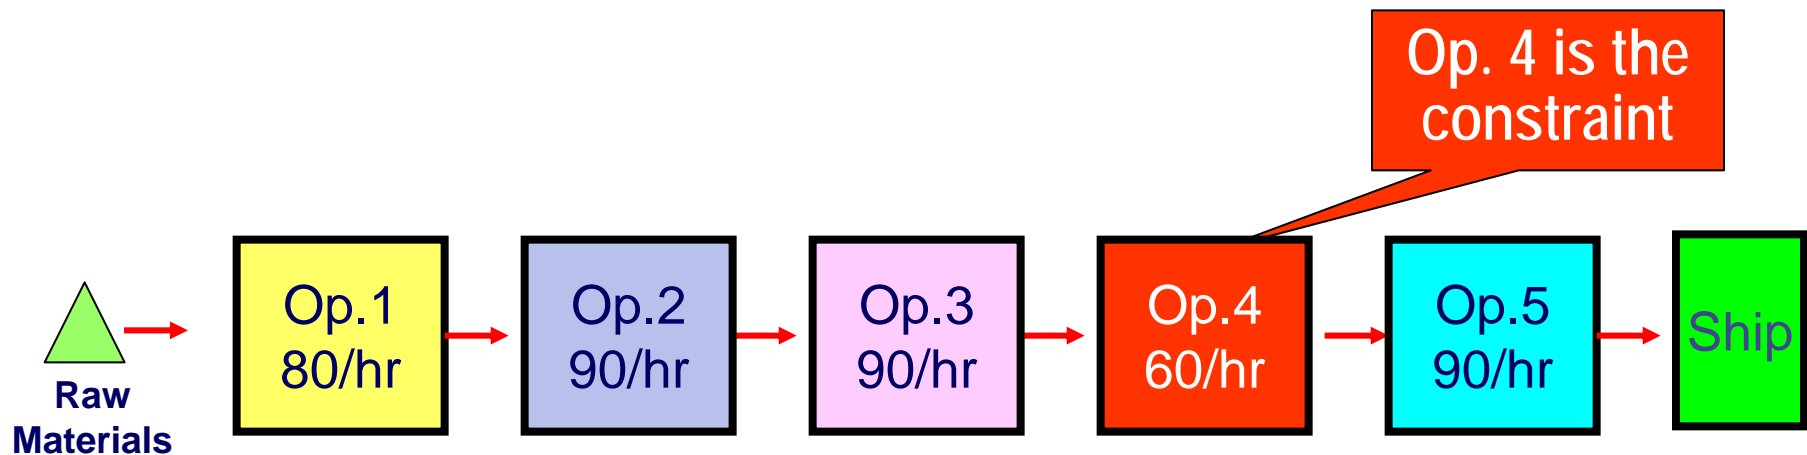 Op. 4 is the
constraint
Op.1
80/hr
Op.2
90/hr
Op.3
90/hr
Op.4
60/hr
Op.5
90/hr
Ship
Raw
Materials